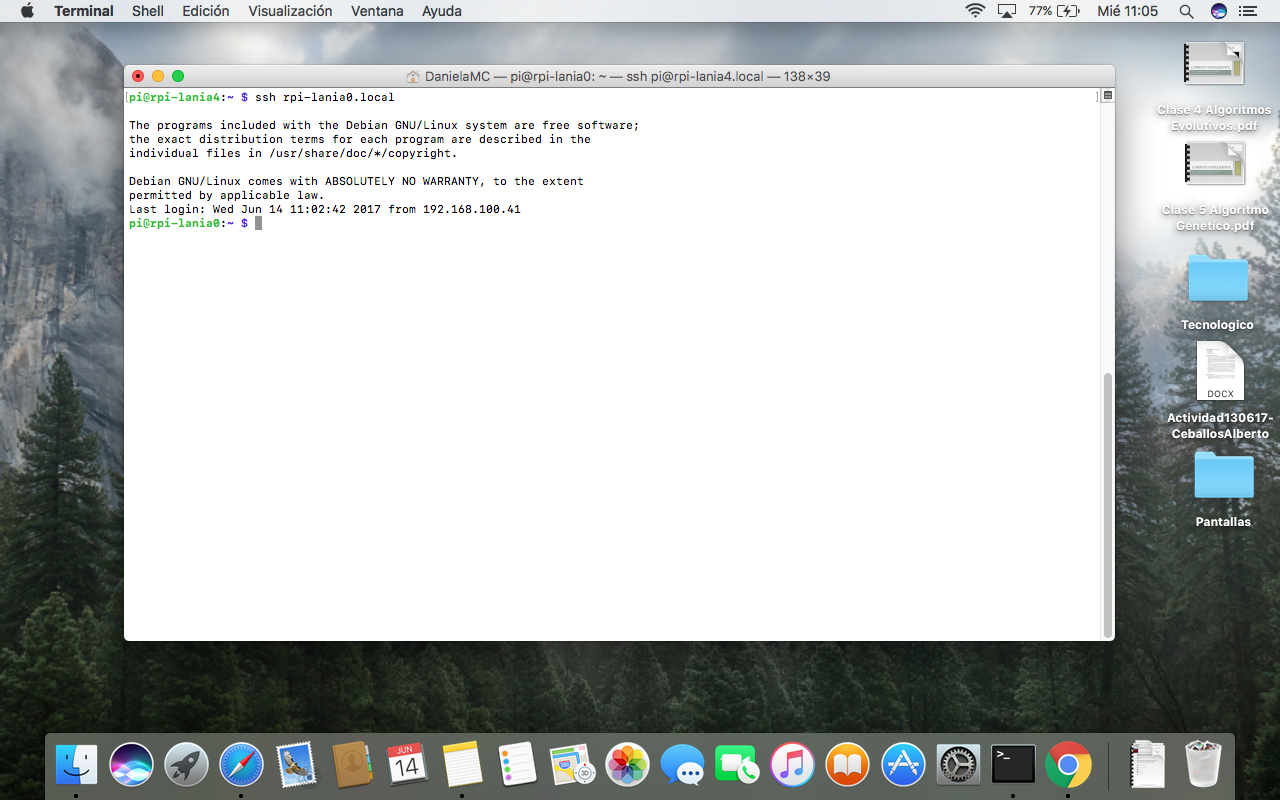 Terminal Shell Edición Visualización Ventana Ayuda 77% Mié 11:05
DanielaMC — pi@rpi-lania0: ~ — ssh pi@rpi-lania4.local — 138×39
[pi@rpi-lania4:~ $ ssh rpi-lania0.local ]
The programs included with the Debian GNU/Linux system are free software;
the exact distribution terms for each program are described in the
individual files in /usr/share/doc/*/copyright.
Debian GNU/Linux comes with ABSOLUTELY NO WARRANTY, to the extent
permitted by applicable law.
Last login: Wed Jun 14 11:02:42 2017 from 192.168.100.41
pi@rpi-lania0:~ $
Clase 4 Algoritmos
Evolutivos.pdf
Clase 5 Algoritmo
Genetico.pdf
Tecnologico
DOCX
Actividad130617-
CeballosAlberto
Pantallas
JUN
14
3D
>_